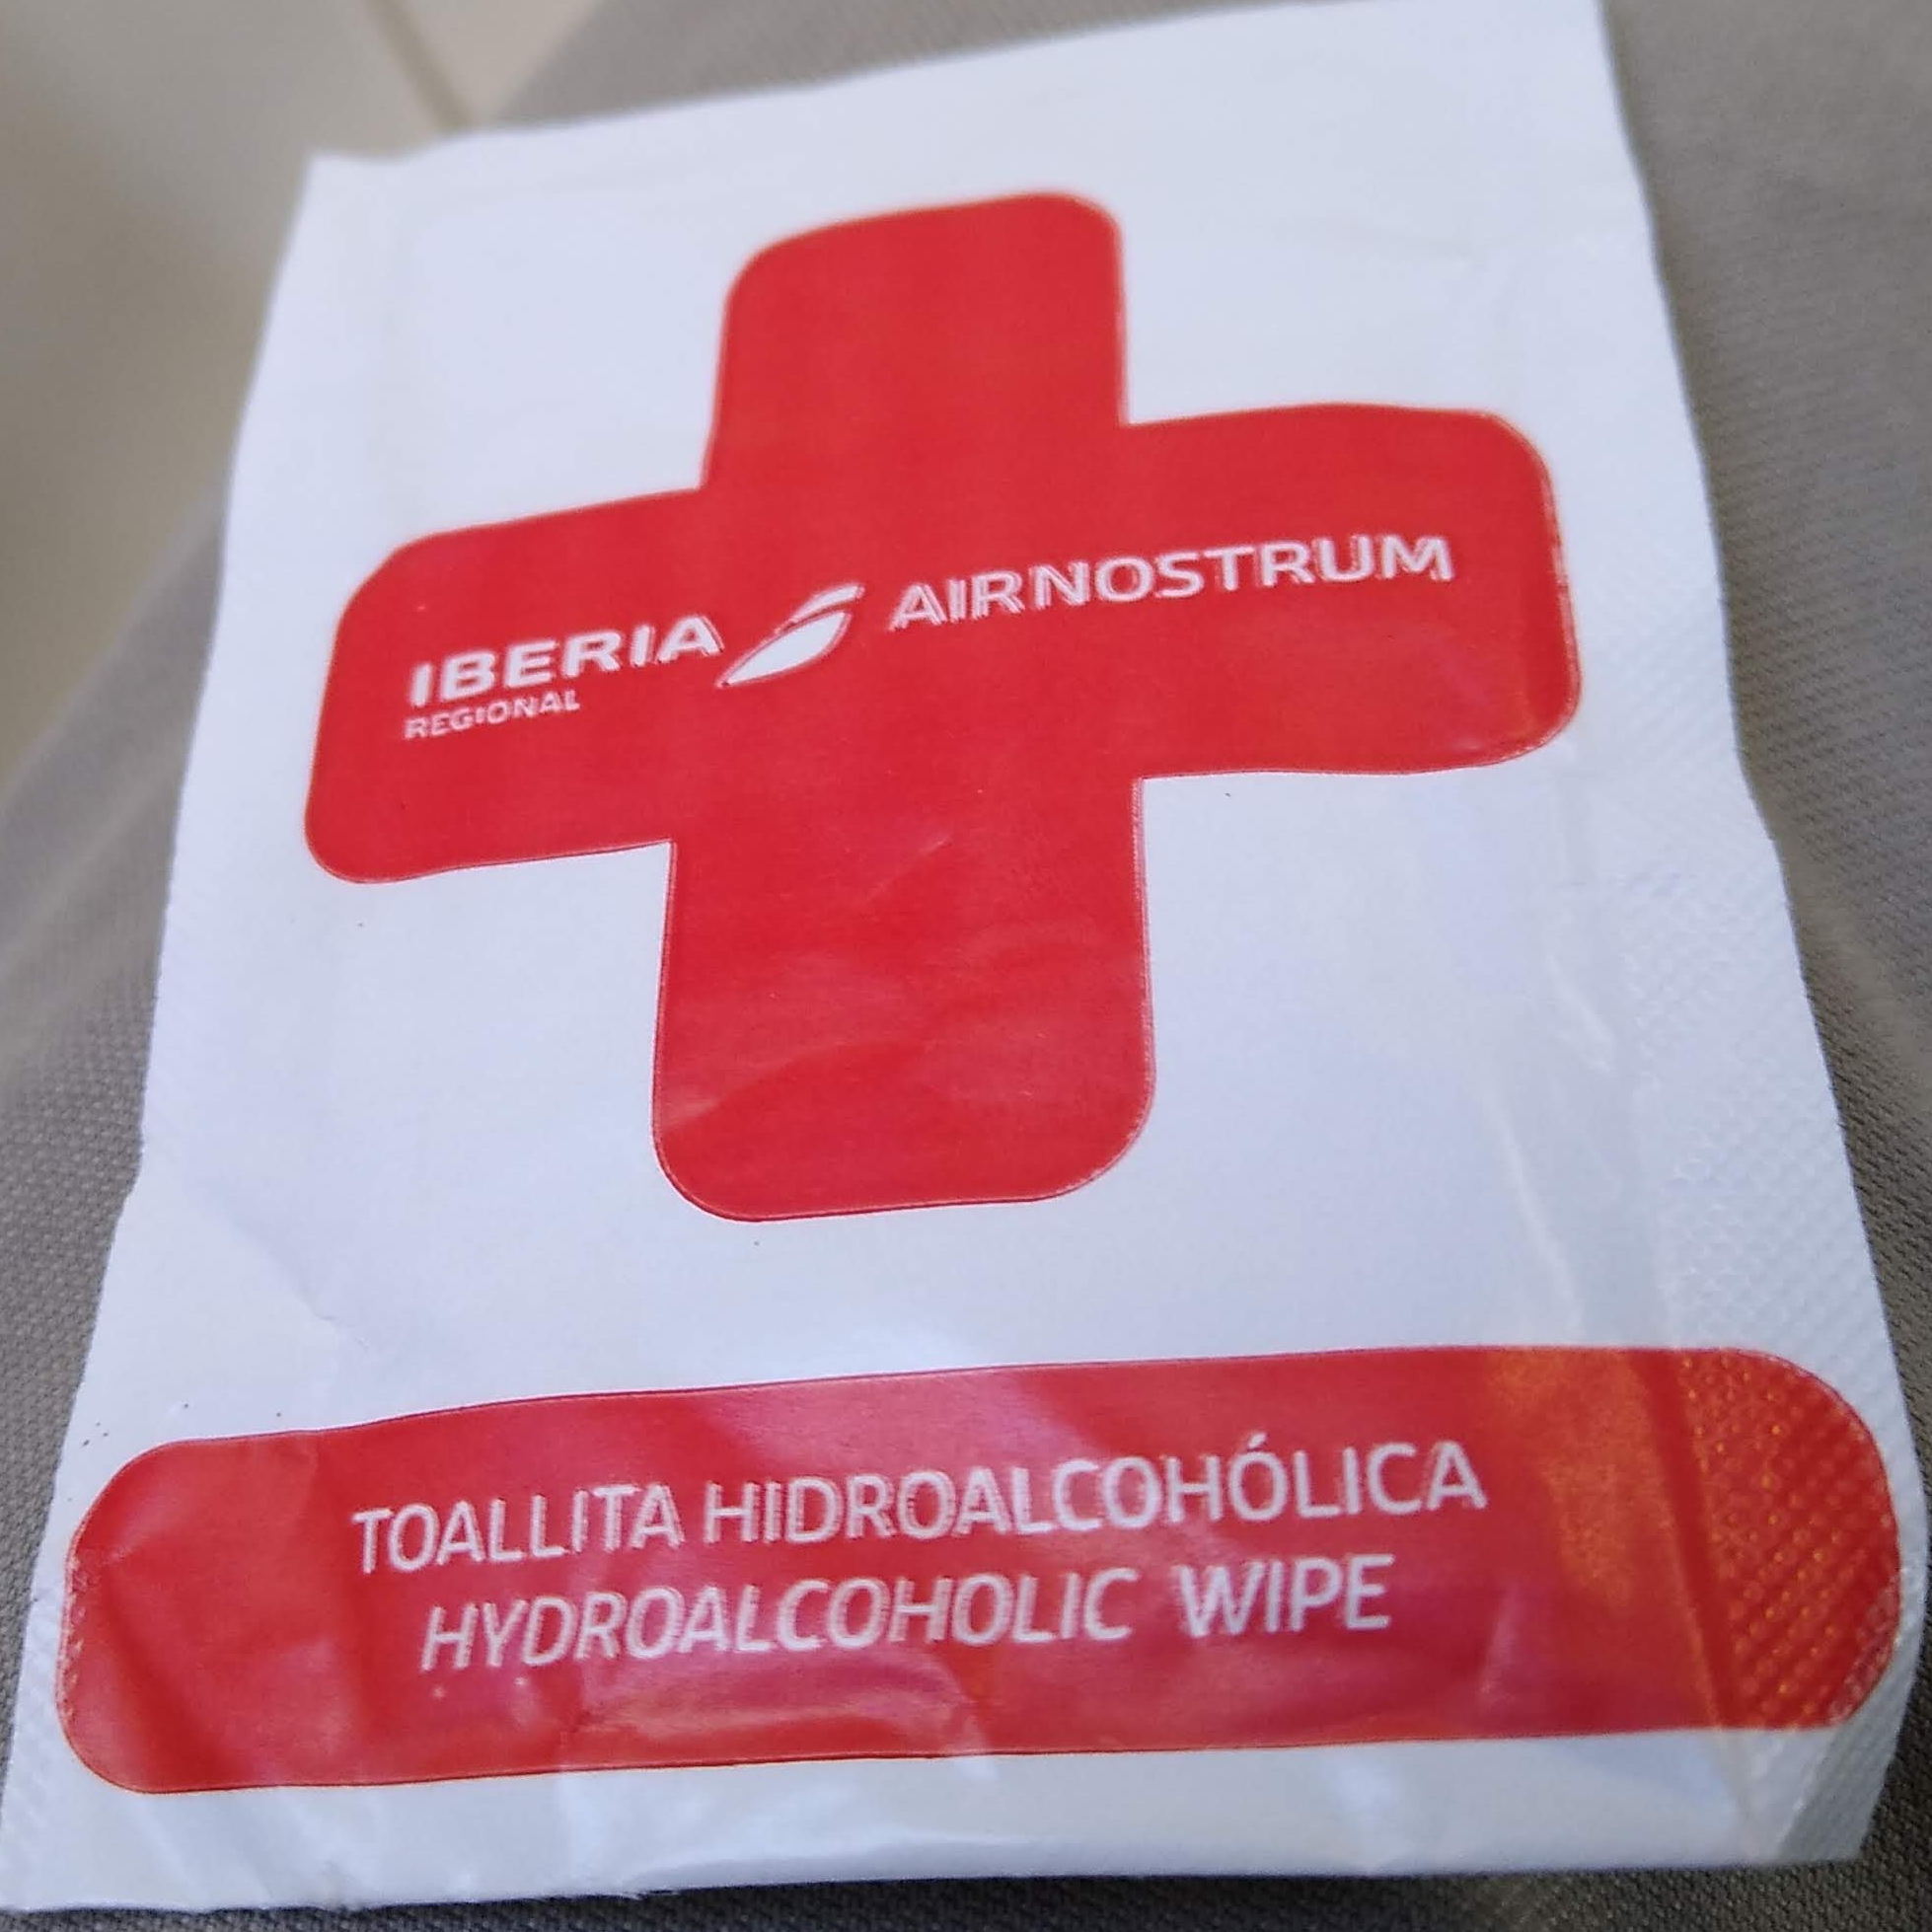 IBERIA AIRNOSTRUM
REGIONAL
TOALLITA HIDROALCOHÓLICA
HYDROALCOHOLIC WIPE